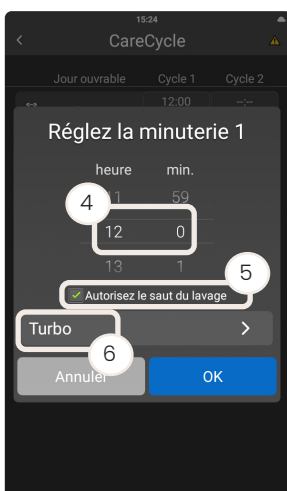 15:24
CareCycle
Jour ouvrable Cycle 1 Cycle 2
12:00 --:--
Réglez la minuterie 1
heure min.
11 59
4
12 0
13 1
5
Autorisez le saut du lavage
Turbo
6
Annuler OK